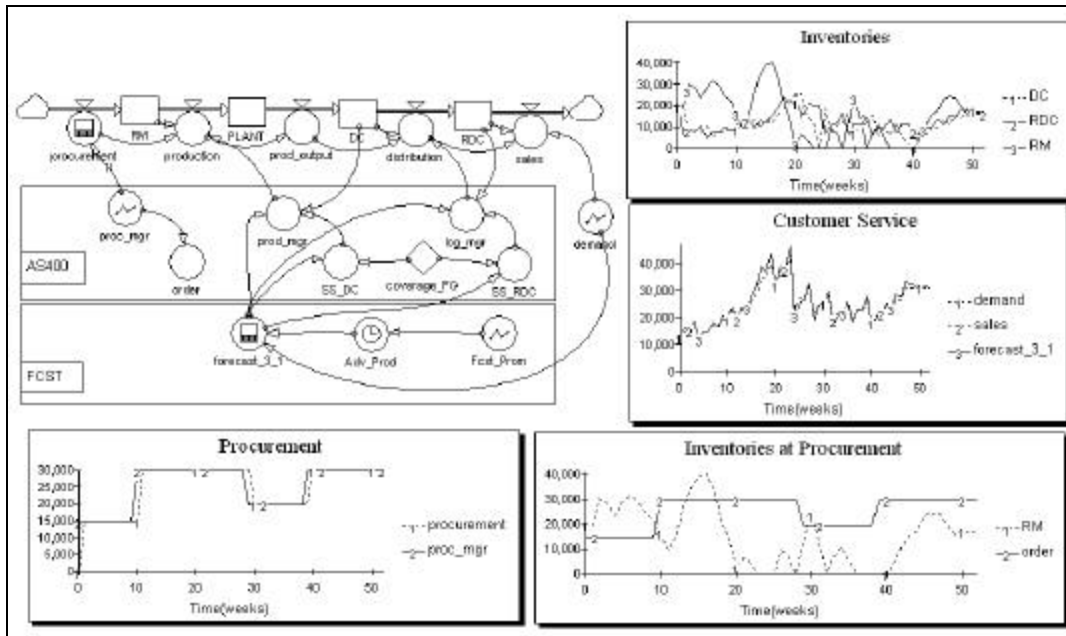 RM
PLANT
DC
RDC
procurement
production
prod_output
distribution
sales
proc_mgr
prod_mgr
log_mgr
demand
order
SS_DC
coverage_FG
SS_RDC
AS400
forecast_3_1
Adv_Prod
Fcst_Prom
FCST
Inventories
40,000
30,000
20,000
10,000
0
0 10 20 30 40 50
Time(weeks)
1 DC
2 RDC
3 RM
Customer Service
40,000
30,000
20,000
10,000
0 10 20 30 40 50
Time(weeks)
1 demand
2 sales
3 forecast_3_1
Procurement
30,000
25,000
20,000
15,000
10,000
5,000
0
0 10 20 30 40 50
Time(weeks)
1 procurement
2 proc_mgr
Inventories at Procurement
40,000
30,000
20,000
10,000
0
0 10 20 30 40 50
Time(weeks)
1 RM
2 order